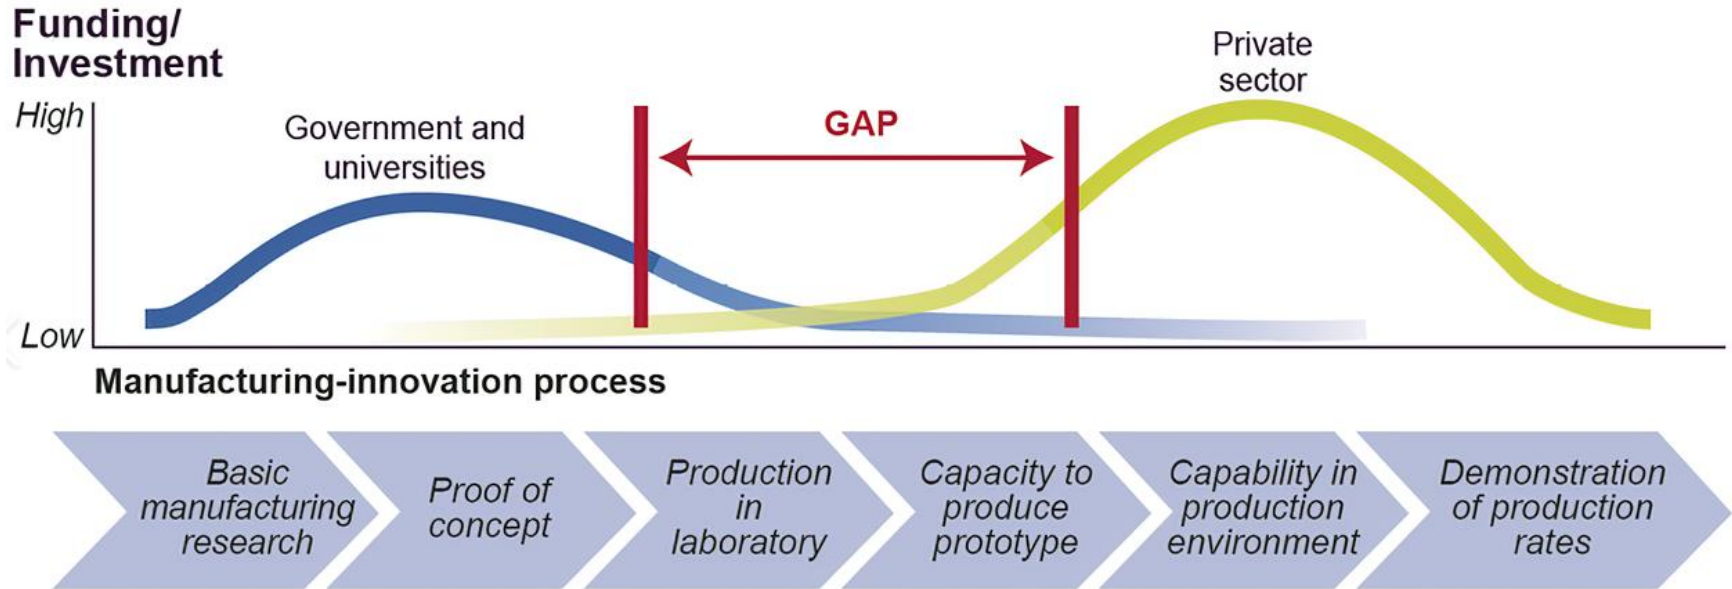 Funding/
Investment
High
Low
Government and
universities
GAP
Private
sector
Manufacturing-innovation process
Basic
manufacturing
research
Proof of
concept
Production
in
laboratory
Capacity to
produce
prototype
Capability in
production
environment
Demonstration
of production
rates